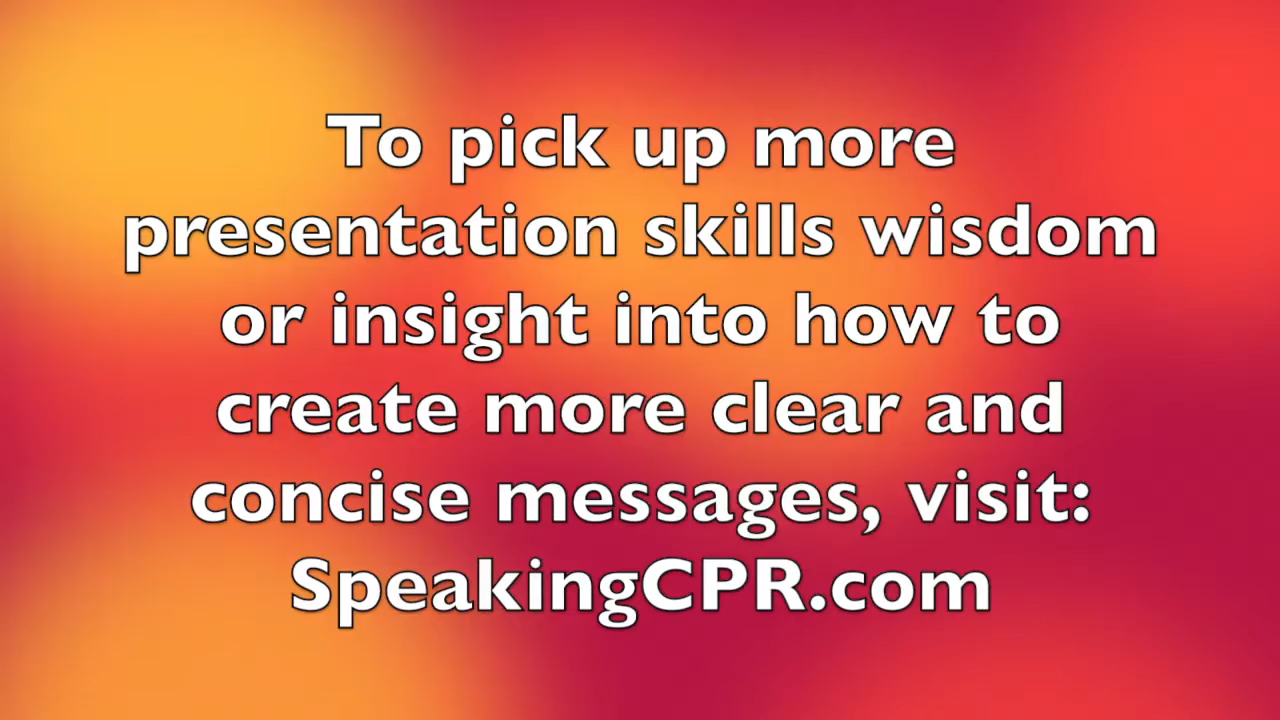 To pick up more
presentation skills wisdom
or insight into how to
create more clear and
concise messages, visit:
SpeakingCPR.com